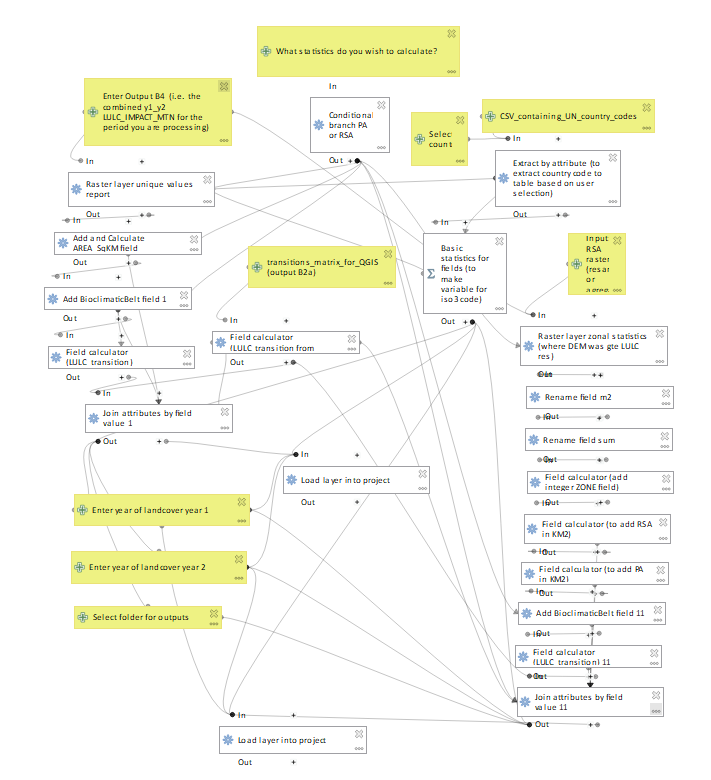 What statistics do you wish to calculate?
In
Enter Output B4 (i.e. the
combined y1_y2
LULC_IMPACT_MTN for the
period you are processing)
Conditional
branch PA
or RSA
Selec
count
CSV_containing_UN_country_codes
In
In
Out
Extract by attribute (to
extract country code to
table based on user
selection)
Raster layer unique values
report
Out
In
Out
In
Add and Calculate
AREA_SqKM field
Out
Basic
statistics for
fields (to
make
variable for
iso3 code)
Input
RSA
raster
(resar
or
transitions_matrix_for_QGIS
(output B2a)
In
Add BioclimaticBelt field 1
Out
In
Out
In
In
Field calculator
(LULC transition)
Field calculator
(LULC transition from
Raster layer zonal statistics
(where DEM was gte LULC
res)
Out
Out
Out
In
Rename field m2
Join attributes by field
value 1
In
Out
Out
In
Rename field sum
In
Out
Load layer into project
Field calculator (add
integer ZONE field)
Out
In
Out
Enter year of landcover year 1
Field calculator (to add RSA
in KM2)
In
Out
Enter year of landcover year 2
Field calculator (to add PA
in KM2)
In
Out
Select folder for outputs
Add BioclimaticBelt field 11
In
Out
Field calculator
(LULC transition) 11
In
Out
Join attributes by field
value 11
In
Out
Load layer into project
Out